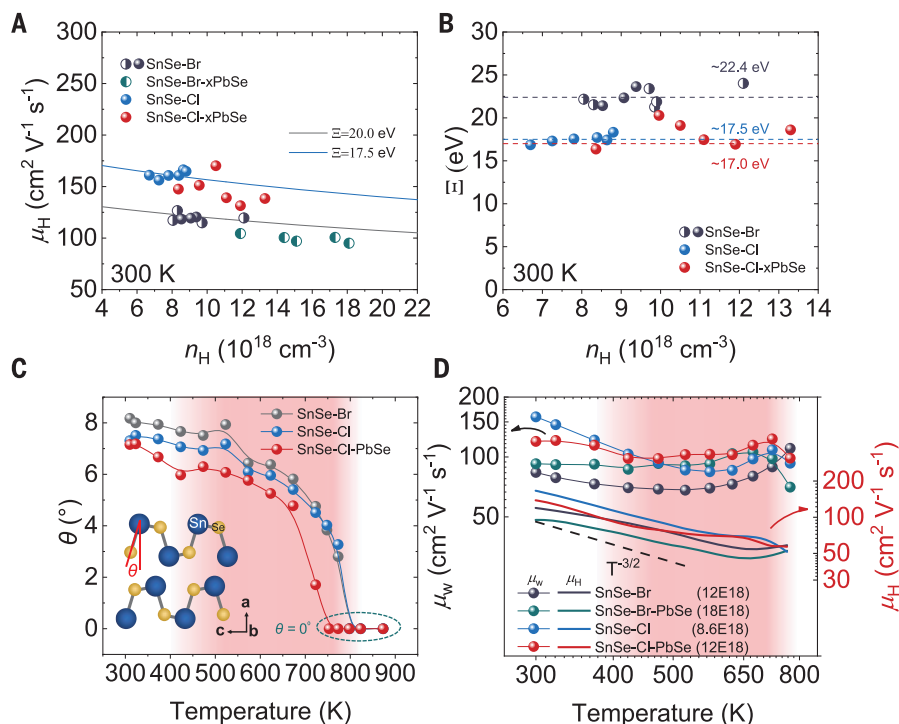 A
μH (cm² V⁻¹ s⁻¹)
300
250
200
150
100
50
0
SnSe-Br
SnSe-Br-xPbSe
SnSe-Cl
SnSe-Cl-xPbSe
Ξ=20.0 eV
Ξ=17.5 eV
300 K
4 6 8 10 12 14 16 18 20 22
nH (10¹⁸ cm⁻³)
B
Ξ (eV)
30
25
20
15
10
5
0
~22.4 eV
~17.5 eV
~17.0 eV
SnSe-Br
SnSe-Cl
SnSe-Cl-xPbSe
300 K
6 7 8 9 10 11 12 13 14
nH (10¹⁸ cm⁻³)
C
θ (°)
8
6
4
2
0
SnSe-Br
SnSe-Cl
SnSe-Cl-PbSe
Sn Se
θ
a
c b
θ = 0°
300 400 500 600 700 800 900
Temperature (K)
D
μw (cm² V⁻¹ s⁻¹)
200
150
100
50
μH (cm² V⁻¹ s⁻¹)
200
100
50
30
T⁻³/²
μw μH
SnSe-Br (12E18)
SnSe-Br-PbSe (18E18)
SnSe-Cl (8.6E18)
SnSe-Cl-PbSe (12E18)
300 400 500 600 700 800
Temperature (K)